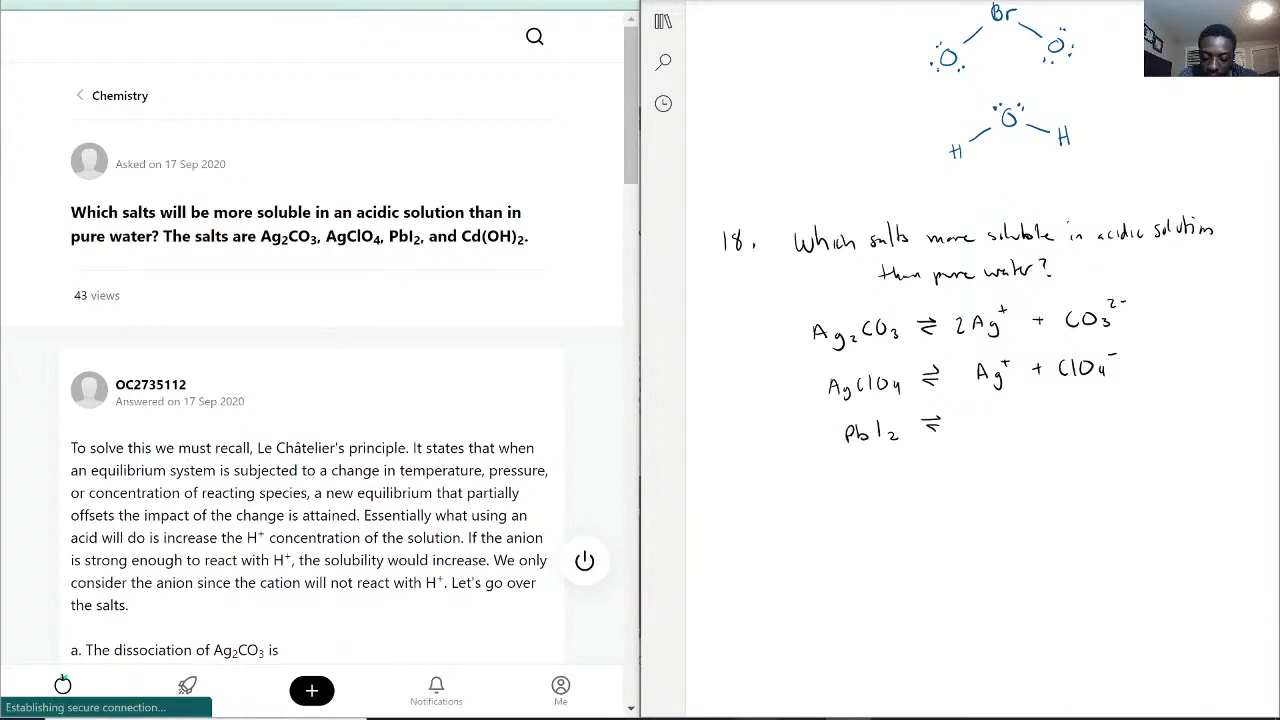 Chemistry
Asked on 17 Sep 2020
Which salts will be more soluble in an acidic solution than in
pure water? The salts are Ag₂CO₃, AgClO₄, PbI₂, and Cd(OH)₂.
43 views
OC2735112
Answered on 17 Sep 2020
To solve this we must recall, Le Châtelier's principle. It states that when
an equilibrium system is subjected to a change in temperature, pressure,
or concentration of reacting species, a new equilibrium that partially
offsets the impact of the change is attained. Essentially what using an
acid will do is increase the H⁺ concentration of the solution. If the anion
is strong enough to react with H⁺, the solubility would increase. We only
consider the anion since the cation will not react with H⁺. Let's go over
the salts.
a. The dissociation of Ag₂CO₃ is
Notifications
Me
Establishing secure connection...
Br
O O
O
H H
18. Which salts more soluble in acidic solution
than pure water?
Ag₂CO₃ ⇌ 2Ag⁺ + CO₃²⁻
AgClO₄ ⇌ Ag⁺ + ClO₄⁻
PbI₂ ⇌